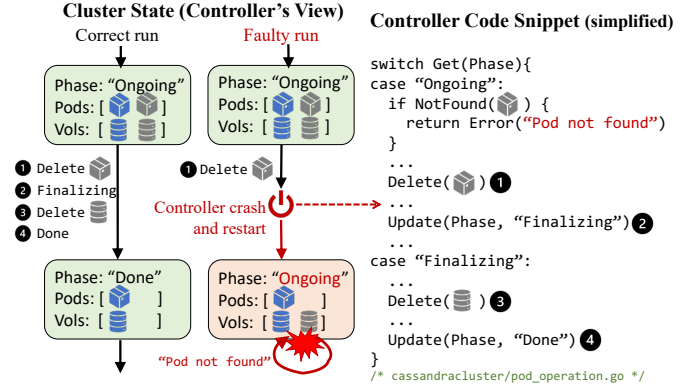 Cluster State (Controller's View)
Correct run
Faulty run
Phase: “Ongoing”
Pods: [ ]
Vols: [ ]
Phase: “Ongoing”
Pods: [ ]
Vols: [ ]
1 Delete
2 Finalizing
3 Delete
4 Done
1 Delete
Controller crash
and restart
Phase: “Done”
Pods: [ ]
Vols: [ ]
Phase: “Ongoing”
Pods: [ ]
Vols: [ ]
“Pod not found”
Controller Code Snippet (simplified)
switch Get(Phase){
case “Ongoing”:
if NotFound( ) {
return Error(“Pod not found”)
}
...
Delete( ) 1
...
Update(Phase, “Finalizing”) 2
...
case “Finalizing”:
...
Delete( ) 3
...
Update(Phase, “Done”) 4
}
/* cassandracluster/pod_operation.go */